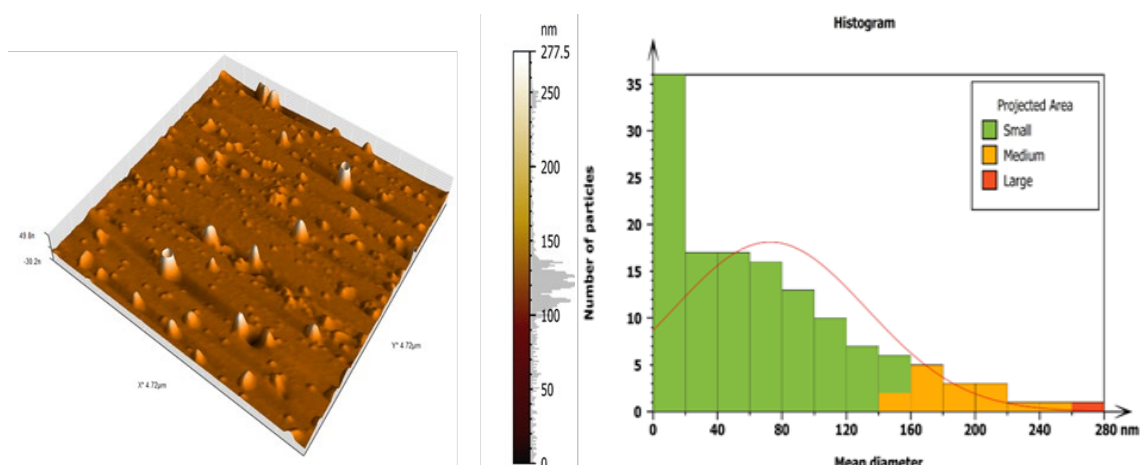 49.8n
-30.2n
X* 4.72µm
Y* 4.72µm
nm
277.5
250
200
150
100
50
0
Histogram
Number of particles
35
30
25
20
15
10
5
0
Projected Area
Small
Medium
Large
0 40 80 120 160 200 240 280 nm
Mean diameter